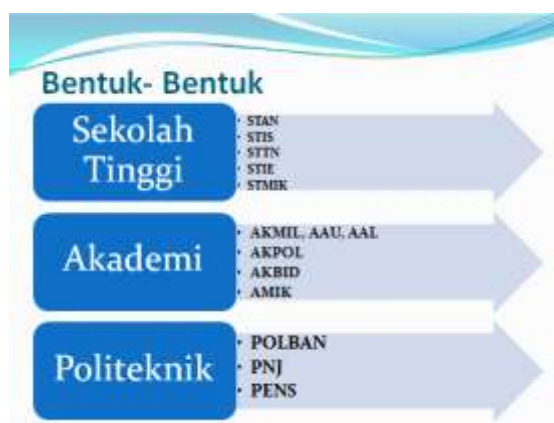 Bentuk- Bentuk
Sekolah
Tinggi
• STAN
• STIS
• STTN
• STIE
• STMIK
Akademi
• AKMIL, AAU, AAL
• AKPOL
• AKBID
• AMIK
Politeknik
• POLBAN
• PNJ
• PENS